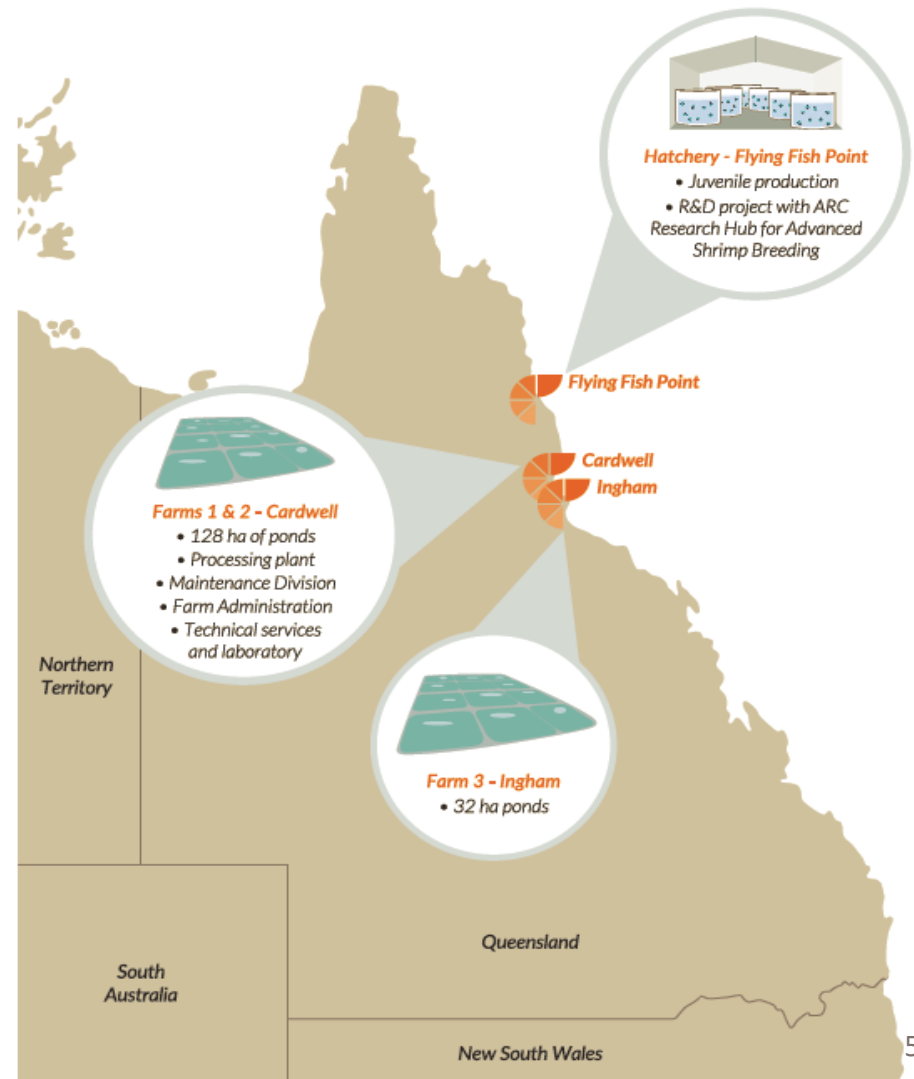 Hatchery - Flying Fish Point
• Juvenile production
• R&D project with ARC
Research Hub for Advanced
Shrimp Breeding
Flying Fish Point
Cardwell
Ingham
Farms 1 & 2 - Cardwell
• 128 ha of ponds
• Processing plant
• Maintenance Division
• Farm Administration
• Technical services
and laboratory
Northern
Territory
Farm 3 - Ingham
• 32 ha ponds
Queensland
South
Australia
New South Wales
5